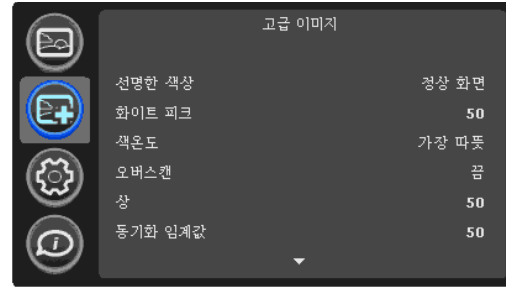 고급 이미지
선명한 색상 정상 화면
화이트 피크 50
색온도 가장 따뜻
오버스캔 끔
상 50
동기화 임계값 50